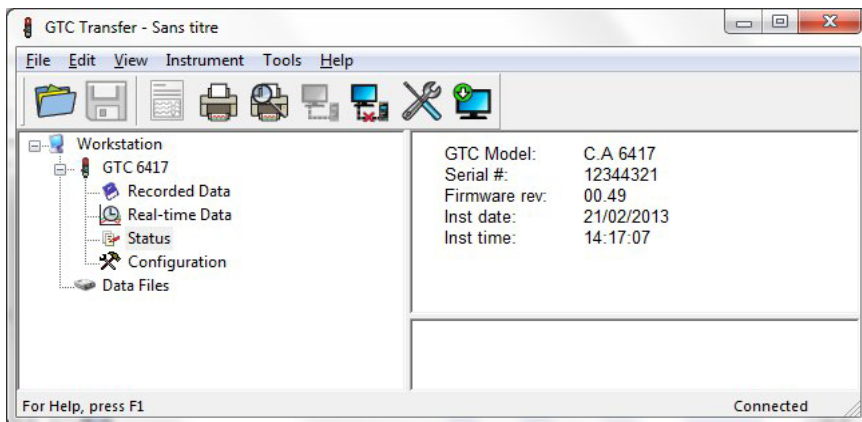 GTC Transfer - Sans titre
File Edit View Instrument Tools Help
Workstation
GTC 6417
Recorded Data
Real-time Data
Status
Configuration
Data Files
GTC Model: C.A 6417
Serial #: 12344321
Firmware rev: 00.49
Inst date: 21/02/2013
Inst time: 14:17:07
For Help, press F1 Connected